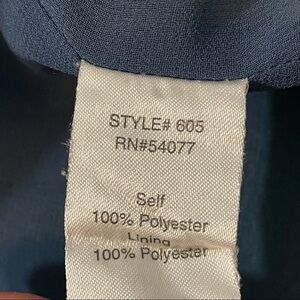 STYLE# 605
RN#54077
Self
100% Polyester
Lining
100% Polyester